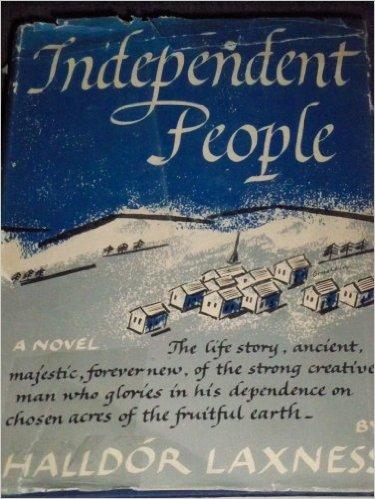 Independent
People
A NOVEL The life story, ancient,
majestic, forever new, of the strong creative
man who glories in his dependence on
chosen acres of the fruitful earth—
BY
HALLDÓR LAXNESS